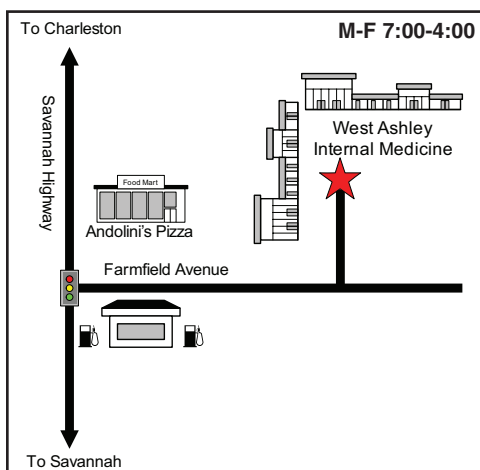 To Charleston
M-F 7:00-4:00
Savannah Highway
West Ashley
Internal Medicine
Food Mart
Andolini's Pizza
Farmfield Avenue
To Savannah